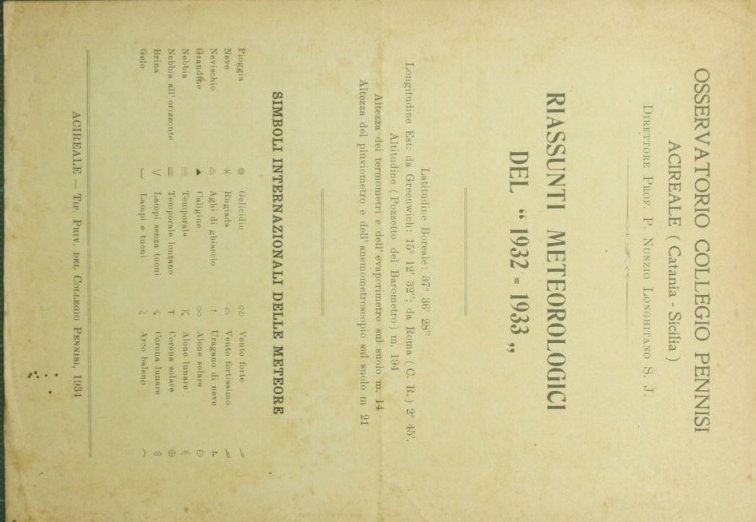 OSSERVATORIO COLLEGIO PENNISI
ACIREALE ( Catania - Sicilia )
DIRETTORE PROF. P. NUNZIO LONGHITANO S. J.
RIASSUNTI METEOROLOGICI
DEL “ 1932 = 1933 „
Latitudine Boreale: 37° 36' 28"
Longitudine Est: da Greenwich: 15° 12' 32"; da Roma ( C. R. ) 2° 45'.
Altitudine ( Pozzetto del Barometro ) m. 194
Altezza dei termometri e dell' evaporimetro sul suolo m. 14
Altezza del pluviometro e dell' anemometroscopio sul suolo m 21
SIMBOLI INTERNAZIONALI DELLE METEORE
Pioggia Gelicidio Vento forte
Neve Rugiada Vento fortissimo
Nevischio Aghi di ghiaccio Uragano di neve
Grandine Caligine Alone solare
Nebbia Temporale Alone lunare
Nebbia all' orizzonte Temporale lontano Corona solare
Brina Lampi senza tuoni Corona lunare
Gelo Lampi e tuoni Arco baleno
ACIREALE — TIP. PRIV. DEL COLLEGIO PENNISI, 1934